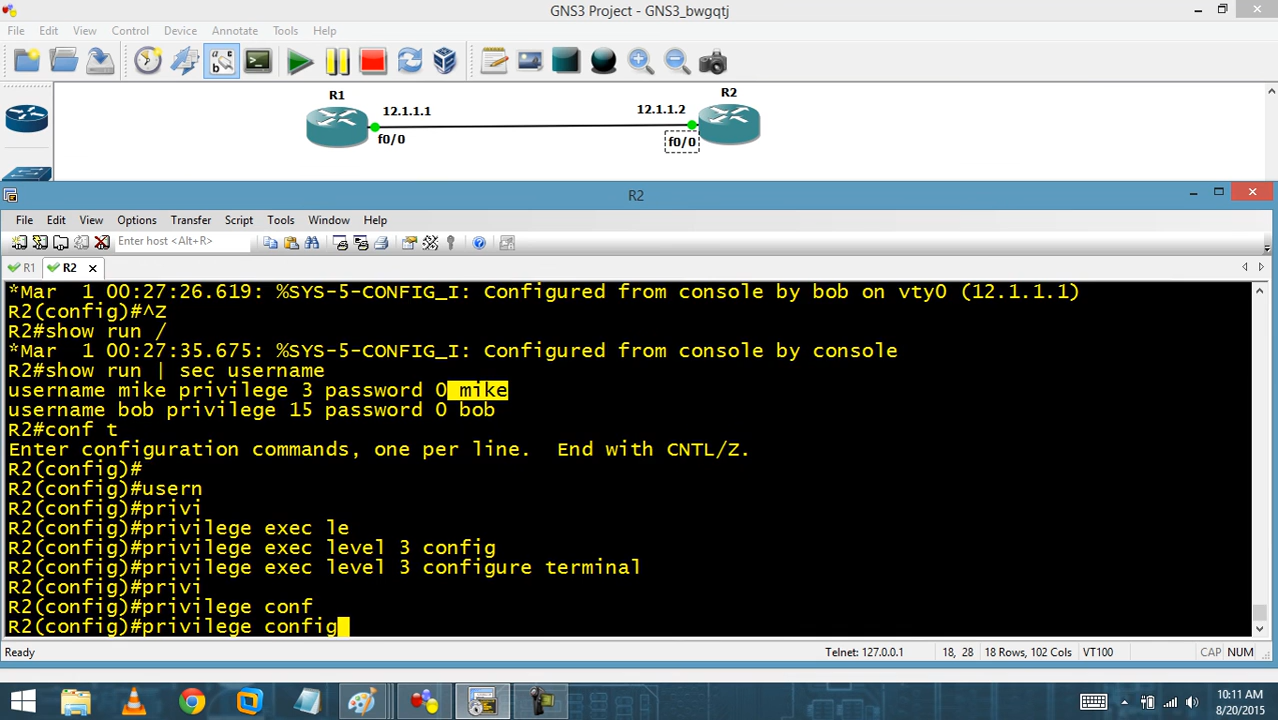 GNS3 Project - GNS3_bwgqtj
File Edit View Control Device Annotate Tools Help
R1
R2
12.1.1.1
12.1.1.2
f0/0
f0/0
R2
File Edit View Options Transfer Script Tools Window Help
Enter host <Alt+R>
R1 R2
*Mar  1 00:27:26.619: %SYS-5-CONFIG_I: Configured from console by bob on vty0 (12.1.1.1)
R2(config)#^Z
R2#show run /
*Mar  1 00:27:35.675: %SYS-5-CONFIG_I: Configured from console by console
R2#show run | sec username
username mike privilege 3 password 0 mike
username bob privilege 15 password 0 bob
R2#conf t
Enter configuration commands, one per line.  End with CNTL/Z.
R2(config)#
R2(config)#usern
R2(config)#privi
R2(config)#privilege exec le
R2(config)#privilege exec level 3 config
R2(config)#privilege exec level 3 configure terminal
R2(config)#privi
R2(config)#privilege conf
R2(config)#privilege config
Ready Telnet: 127.0.0.1 18, 28 18 Rows, 102 Cols VT100 CAP NUM
10:11 AM
8/20/2015